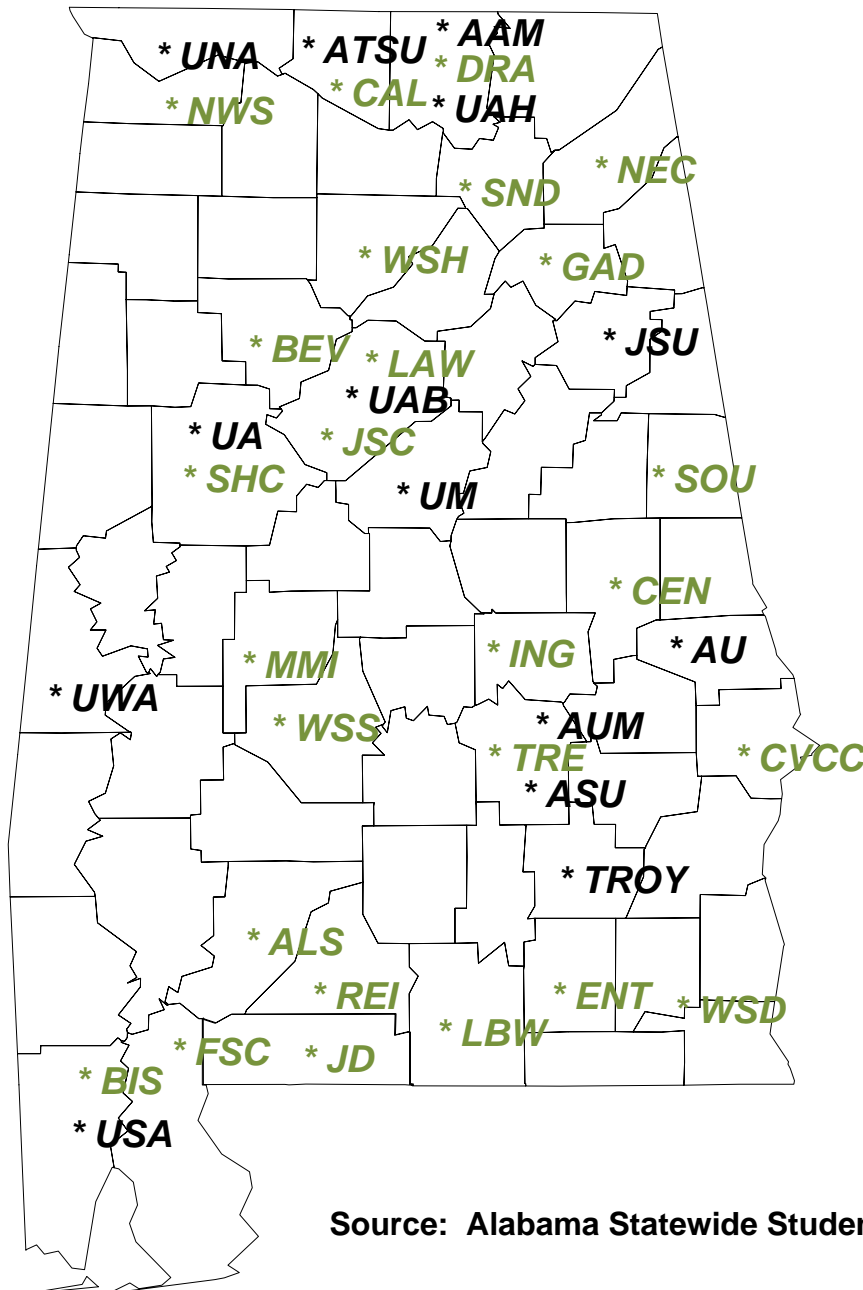 * AAM
* UNA
* ATSU
* DRA
* CAL
* NWS
* UAH
* NEC
* SND
* WSH
* GAD
* JSU
* BEV
* LAW
* UAB
* UA
* JSC
* SHC
* SOU
* UM
* CEN
* AU
* ING
* MMI
* UWA
* AUM
* WSS
* TRE
* CVCC
* ASU
* TROY
* ALS
* REI
* ENT
* WSD
* LBW
* FSC
* JD
* BIS
* USA
Source: Alabama Statewide Studen